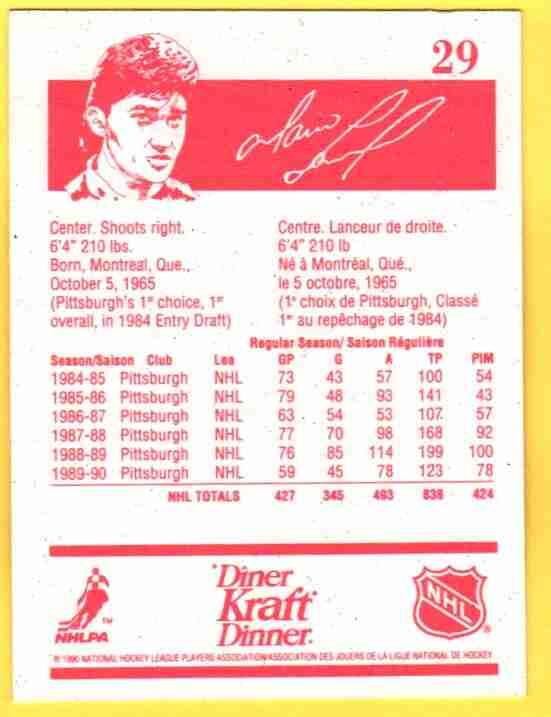 29
Center. Shoots right.
6'4" 210 lbs.
Born, Montreal, Que.,
October 5, 1965
(Pittsburgh's 1st choice, 1st
overall, in 1984 Entry Draft)
Centre. Lanceur de droite.
6'4" 210 lb
Né à Montréal, Qué.,
le 5 octobre, 1965
(1er choix de Pittsburgh, Classé
1er au repêchage de 1984)
Regular Season/ Saison Régulière
Season/Saison Club Lea GP G A TP PIM
1984-85 Pittsburgh NHL 73 43 57 100 54
1985-86 Pittsburgh NHL 79 48 93 141 43
1986-87 Pittsburgh NHL 63 54 53 107 57
1987-88 Pittsburgh NHL 77 70 98 168 92
1988-89 Pittsburgh NHL 76 85 114 199 100
1989-90 Pittsburgh NHL 59 45 78 123 78
NHL TOTALS 427 345 493 838 424
NHLPA ™
Dîner
Kraft
Dinner.
NHL ®
© 1990 NATIONAL HOCKEY LEAGUE PLAYERS ASSOCIATION/ASSOCIATION DES JOUERS DE LA LIGUE NATIONAL DE HOCKEY